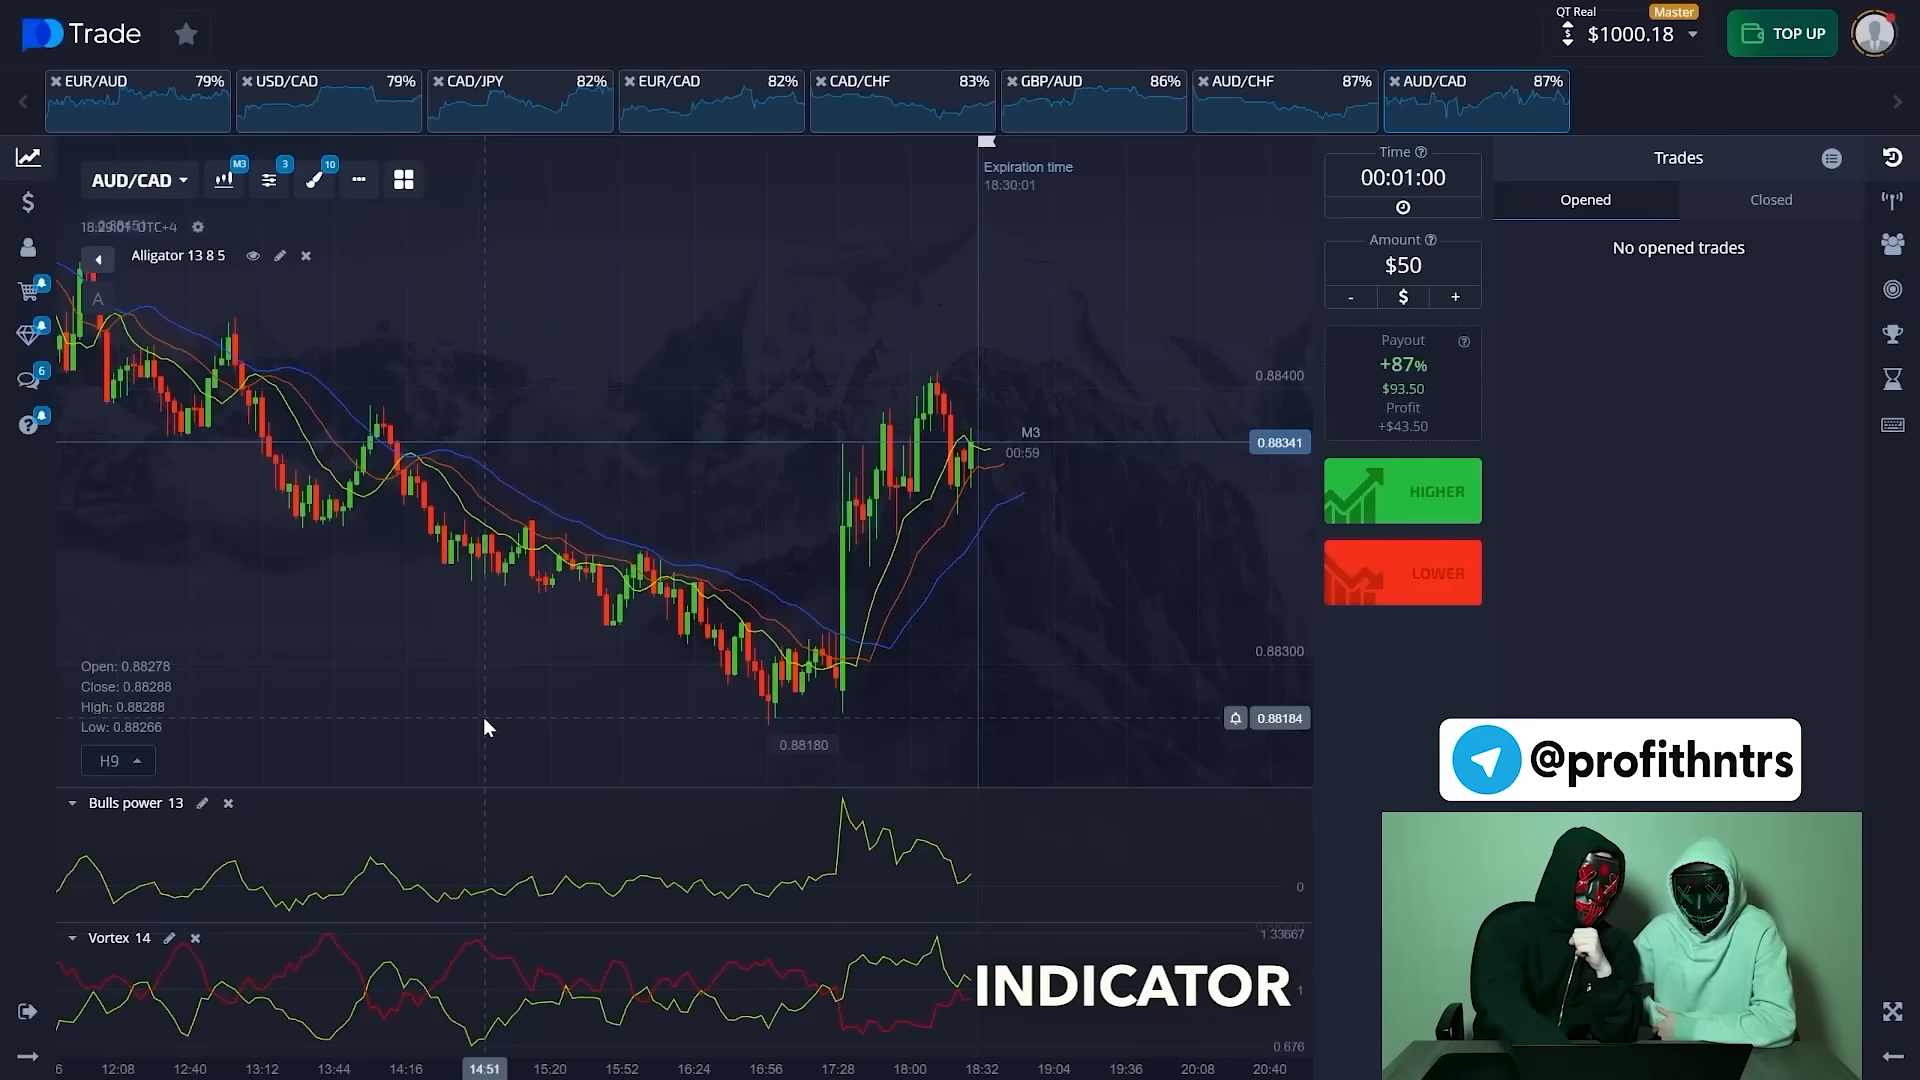 Trade
QT Real
Master
$1000.18
TOP UP
EUR/AUD 79%
USD/CAD 79%
CAD/JPY 82%
EUR/CAD 82%
CAD/CHF 83%
GBP/AUD 86%
AUD/CHF 87%
AUD/CAD 87%
AUD/CAD
M3
3
10
UTC+4
Alligator 13 8 5
A
Expiration time
18:30:01
0.88400
M3
00:59
0.88341
0.88300
0.88184
0.88180
Open: 0.88278
Close: 0.88288
High: 0.88288
Low: 0.88266
H9
Time
00:01:00
Amount
$50
- $ +
Payout
+87%
$93.50
Profit
+$43.50
HIGHER
LOWER
Trades
Opened
Closed
No opened trades
6
@profithntrs
Bulls power 13
0
Vortex 14
1.33667
INDICATOR
1
0.676
6 12:08 12:40 13:12 13:44 14:16 14:51 15:20 15:52 16:24 16:56 17:28 18:00 18:32 19:04 19:36 20:08 20:40